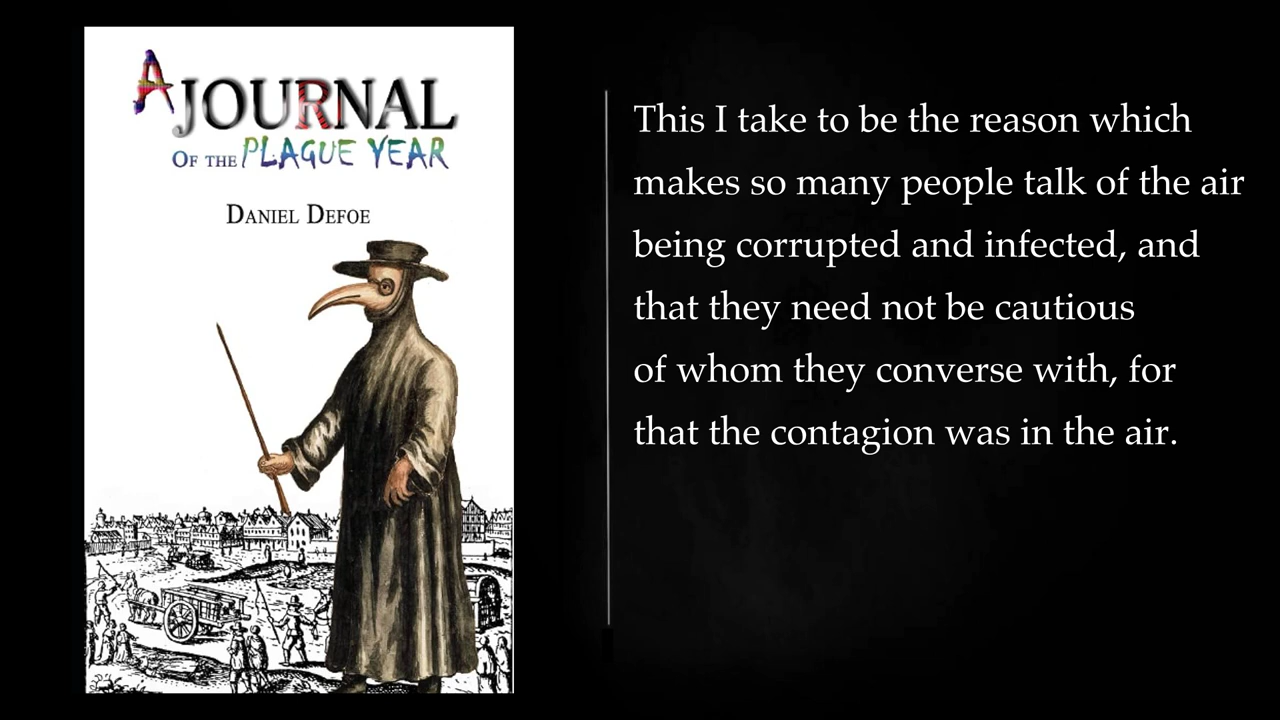 A JOURNAL
OF THE PLAGUE YEAR
DANIEL DEFOE
This I take to be the reason which
makes so many people talk of the air
being corrupted and infected, and
that they need not be cautious
of whom they converse with, for
that the contagion was in the air.